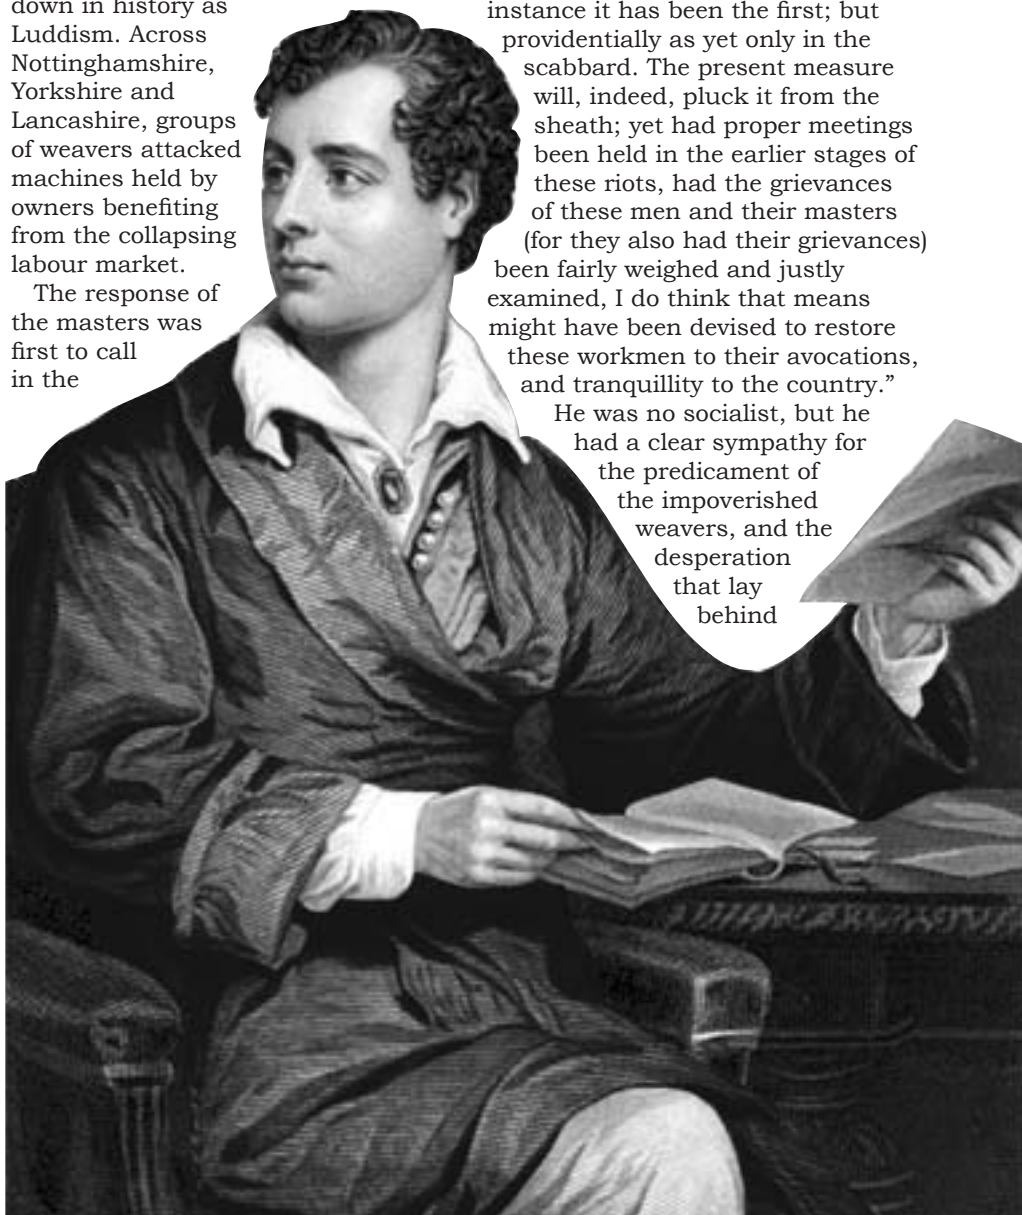 down in history as
Luddism. Across
Nottinghamshire,
Yorkshire and
Lancashire, groups
of weavers attacked
machines held by
owners benefiting
from the collapsing
labour market.
The response of
the masters was
first to call
in the
instance it has been the first; but
providentially as yet only in the
scabbard. The present measure
will, indeed, pluck it from the
sheath; yet had proper meetings
been held in the earlier stages of
these riots, had the grievances
of these men and their masters
(for they also had their grievances)
been fairly weighed and justly
examined, I do think that means
might have been devised to restore
these workmen to their avocations,
and tranquillity to the country.”
He was no socialist, but he
had a clear sympathy for
the predicament of
the impoverished
weavers, and the
desperation
that lay
behind